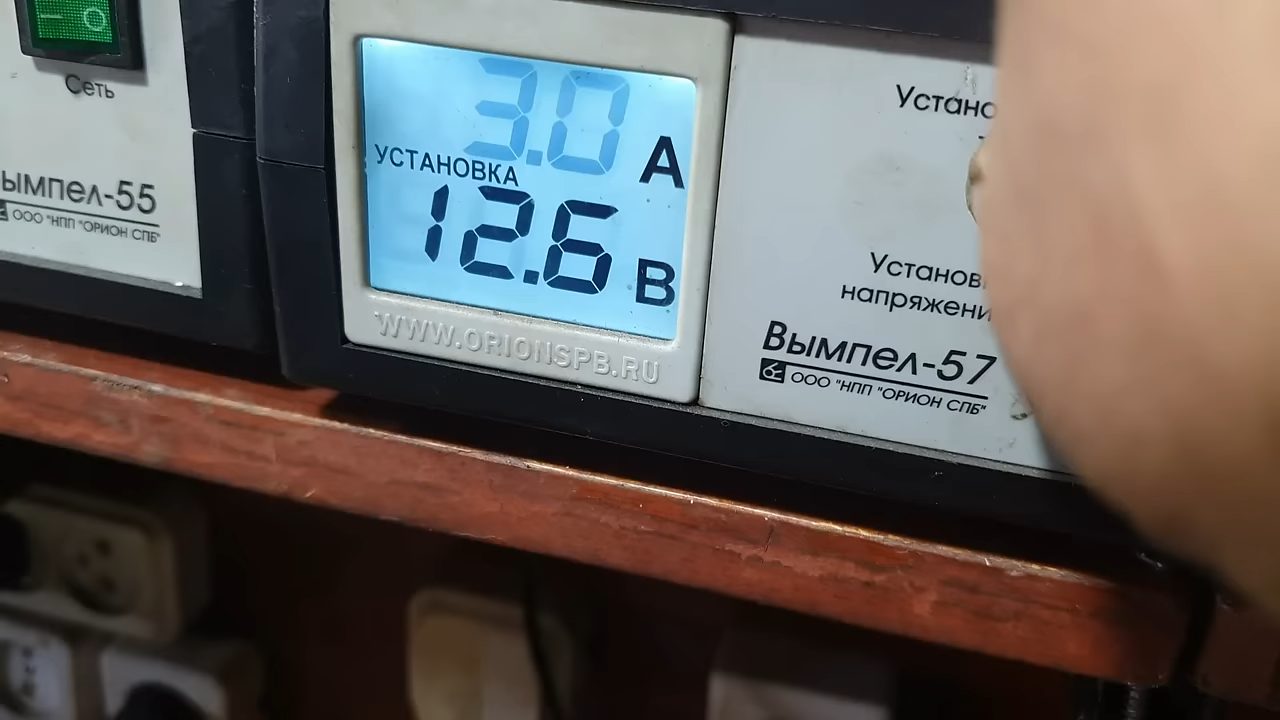 Сеть
ымпел-55
ООО "НПП "ОРИОН СПБ"
3.0 А
УСТАНОВКА
12.6 В
WWW.ORIONSPB.RU
Устано
Установ
напряжени
Вымпел-57
ООО "НПП "ОРИОН СПБ"